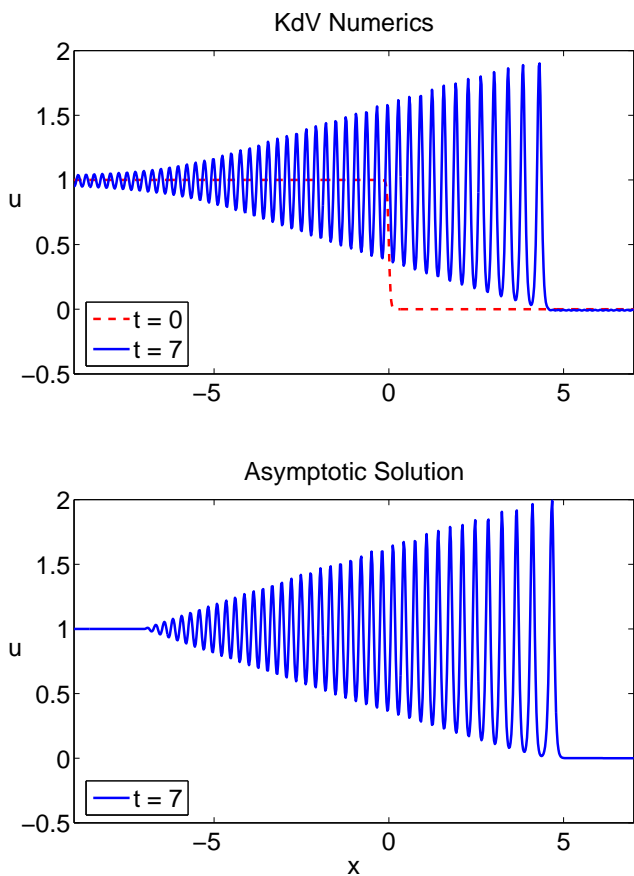 KdV Numerics
2
1.5
1
0.5
0
−0.5
u
t = 0
t = 7
−5
0
5
Asymptotic Solution
2
1.5
1
0.5
0
−0.5
u
t = 7
−5
0
5
x